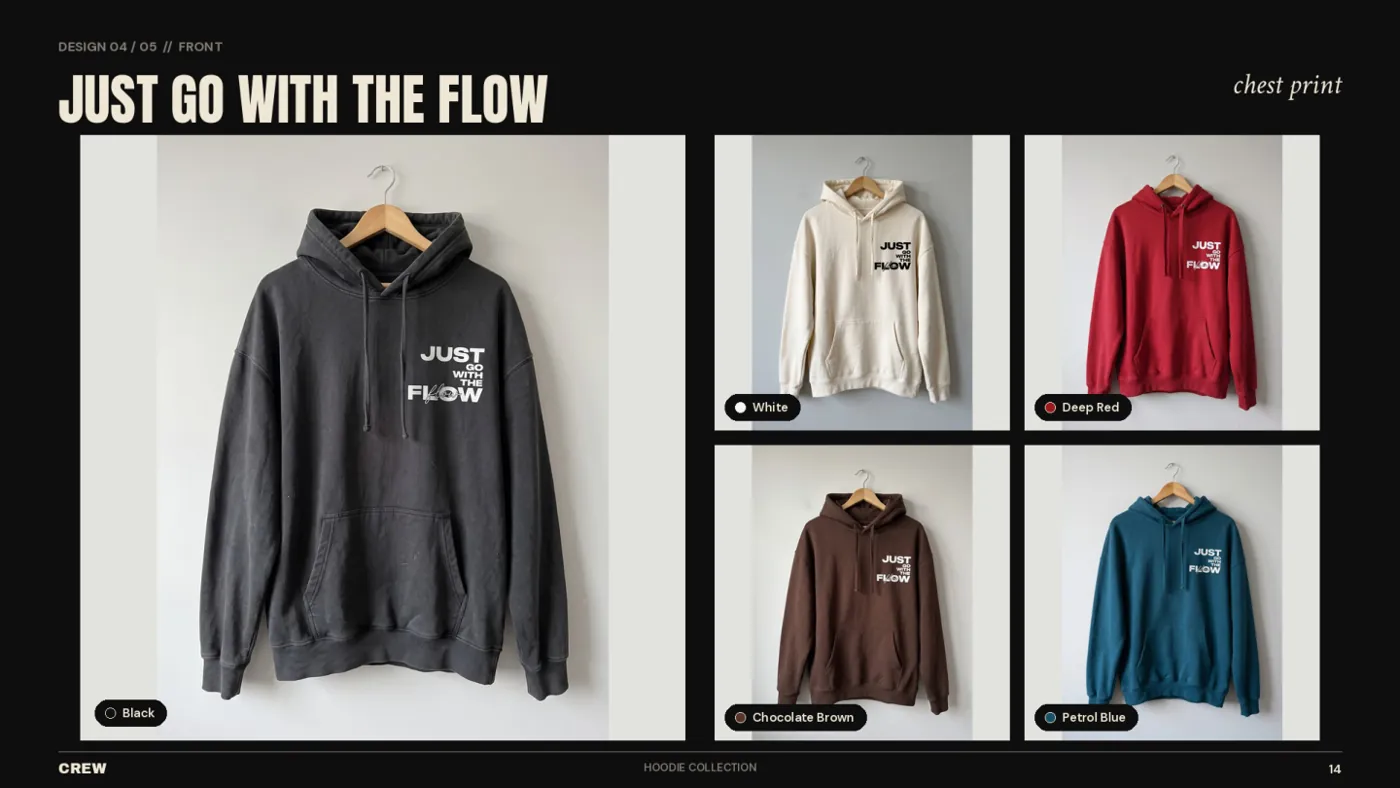 DESIGN 04 / 05 // FRONT
JUST GO WITH THE FLOW
chest print
JUST
GO
WITH
THE
FLOW
flow
Black
JUST
GO
WITH
THE
FLOW
White
JUST
GO
WITH
THE
FLOW
Deep Red
JUST
GO
WITH
THE
FLOW
Chocolate Brown
JUST
GO
WITH
THE
FLOW
Petrol Blue
CREW
HOODIE COLLECTION
14